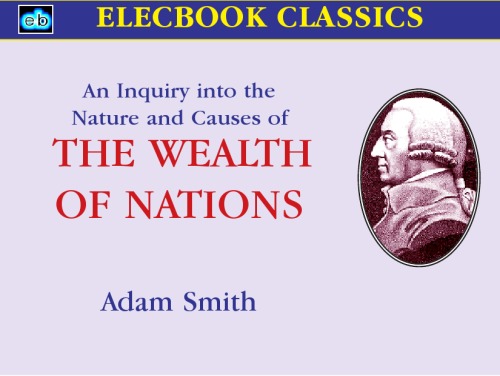 eb ELECBOOK CLASSICS
An Inquiry into the
Nature and Causes of
THE WEALTH
OF NATIONS
Adam Smith